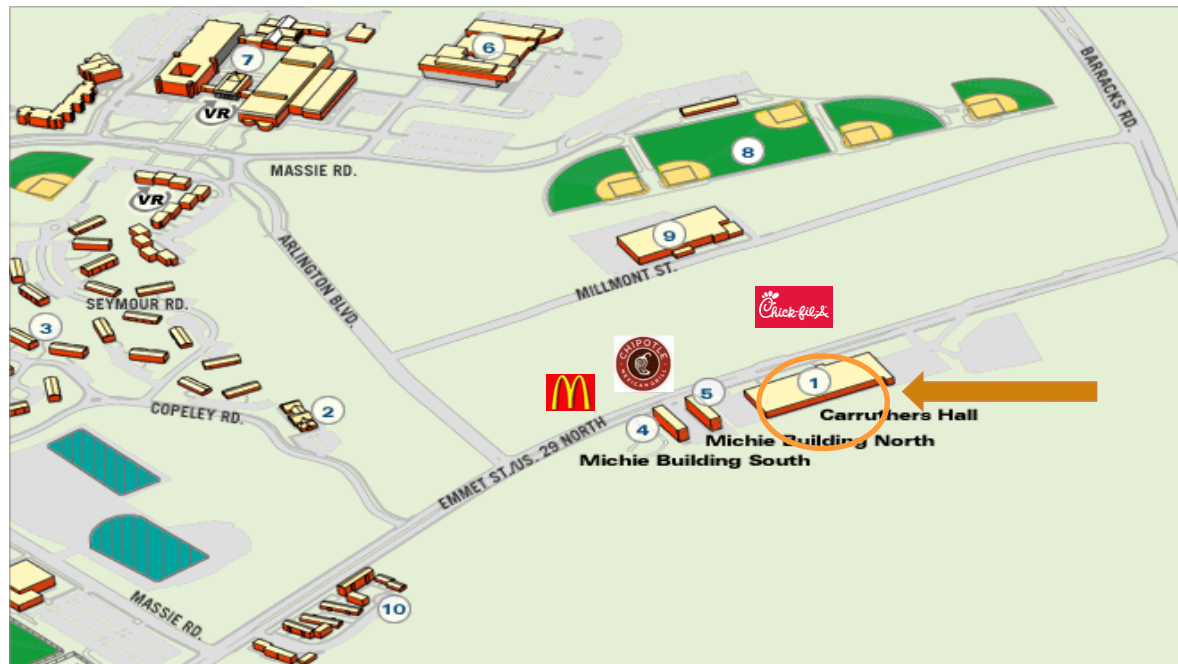 6
7
VR
BARRACKS RD.
8
MASSIE RD.
VR
9
ARLINGTON BLVD.
MILLMONT ST.
SEYMOUR RD.
Chick-fil-A
3
CHIPOTLE
MEXICAN GRILL
1
5
2
COPELEY RD.
Carruthers Hall
4
Michie Building North
EMMET ST./US. 29 NORTH
Michie Building South
MASSIE RD.
10